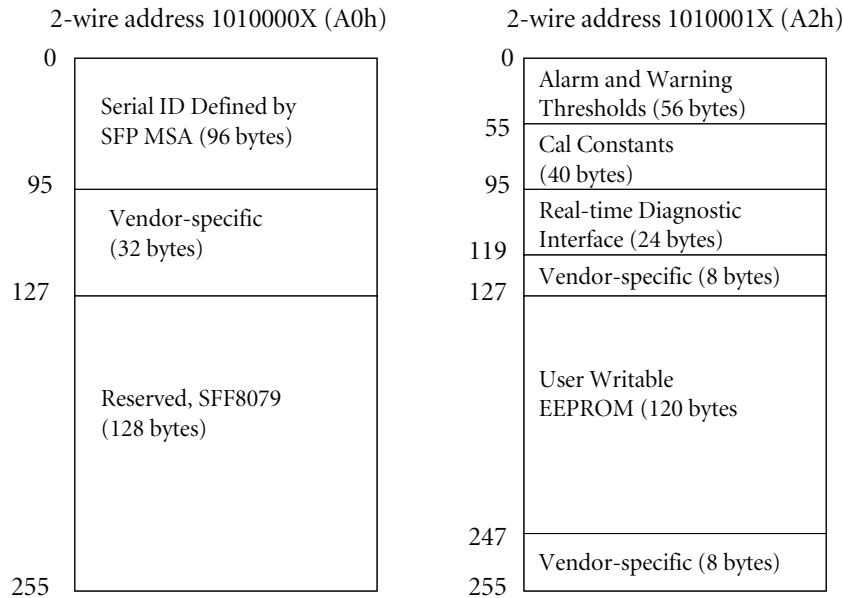 2-wire address 1010000X (A0h)
0
Serial ID Defined by
SFP MSA (96 bytes)
95
Vendor-specific
(32 bytes)
127
Reserved, SFF8079
(128 bytes)
255
2-wire address 1010001X (A2h)
0
Alarm and Warning
Thresholds (56 bytes)
55
Cal Constants
(40 bytes)
95
Real-time Diagnostic
Interface (24 bytes)
119
Vendor-specific (8 bytes)
127
User Writable
EEPROM (120 bytes
247
Vendor-specific (8 bytes)
255